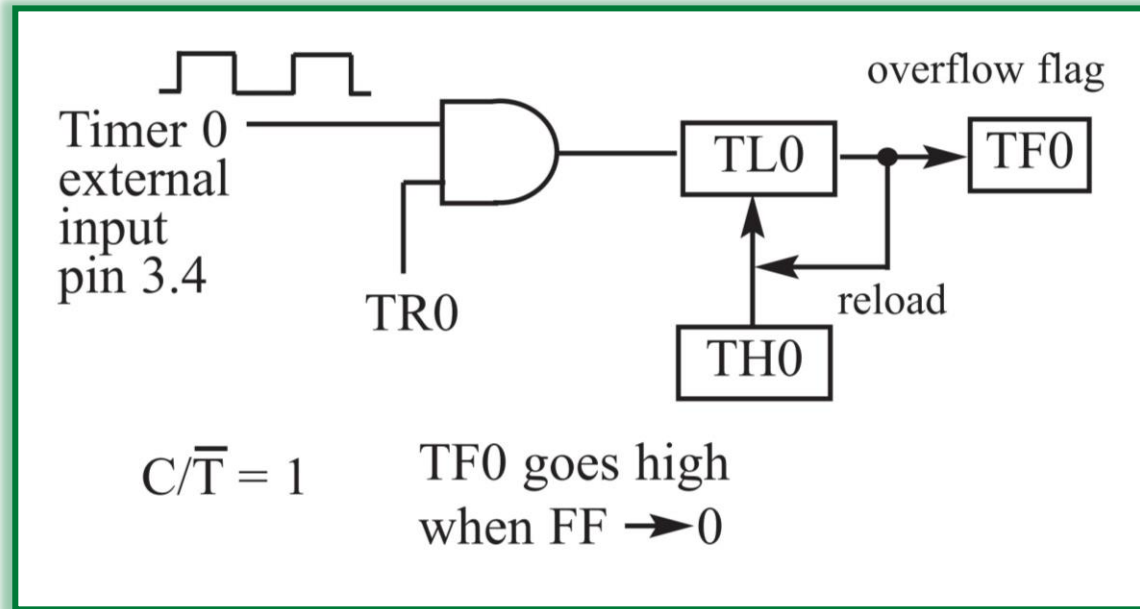 overflow flag
Timer 0
external
input
pin 3.4
TR0
TL0
TF0
reload
TH0
C/T̅ = 1
TF0 goes high
when FF → 0